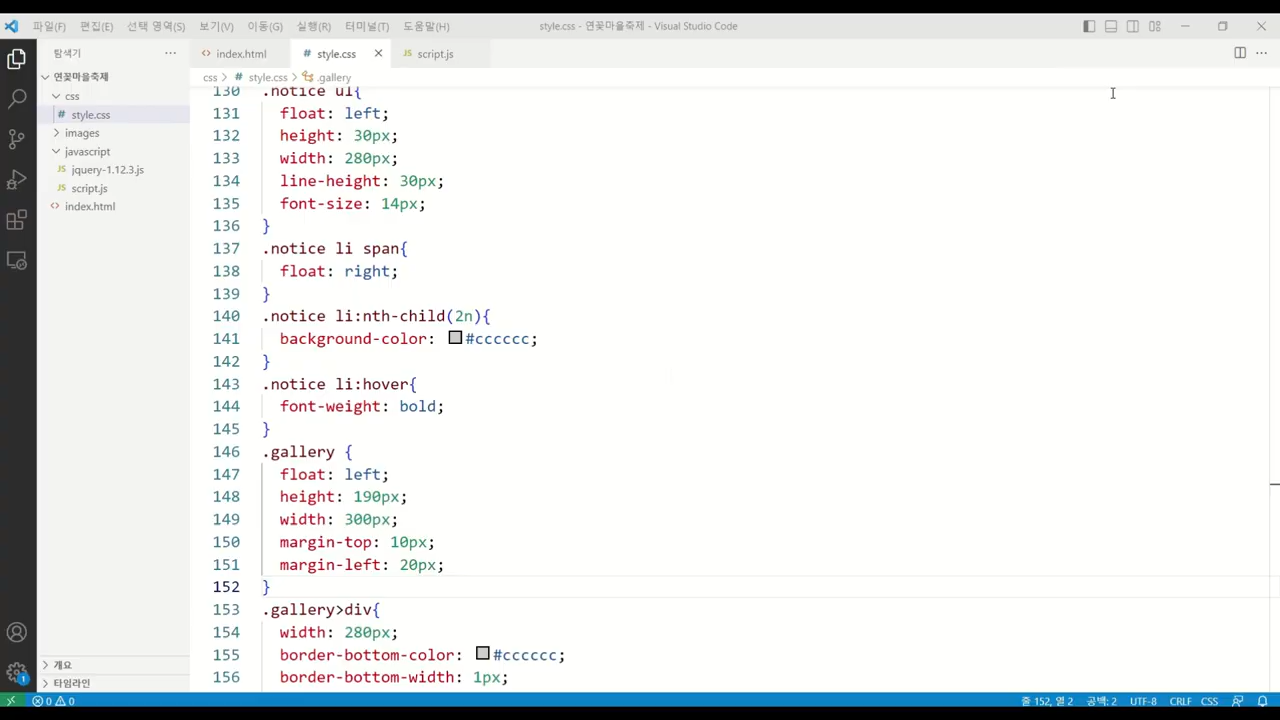 파일(F) 편집(E) 선택 영역(S) 보기(V) 이동(G) 실행(R) 터미널(T) 도움말(H)
style.css - 연꽃마을축제 - Visual Studio Code
탐색기 ...
index.html
# style.css
JS script.js
연꽃마을축제
css > # style.css > .gallery
css
# style.css
images
javascript
JS jquery-1.12.3.js
JS script.js
index.html
130 .notice ul{
131 float: left;
132 height: 30px;
133 width: 280px;
134 line-height: 30px;
135 font-size: 14px;
136 }
137 .notice li span{
138 float: right;
139 }
140 .notice li:nth-child(2n){
141 background-color: #cccccc;
142 }
143 .notice li:hover{
144 font-weight: bold;
145 }
146 .gallery {
147 float: left;
148 height: 190px;
149 width: 300px;
150 margin-top: 10px;
151 margin-left: 20px;
152 }
153 .gallery>div{
154 width: 280px;
155 border-bottom-color: #cccccc;
156 border-bottom-width: 1px;
개요
타임라인
1
0 0
줄 152, 열 2 공백: 2 UTF-8 CRLF CSS